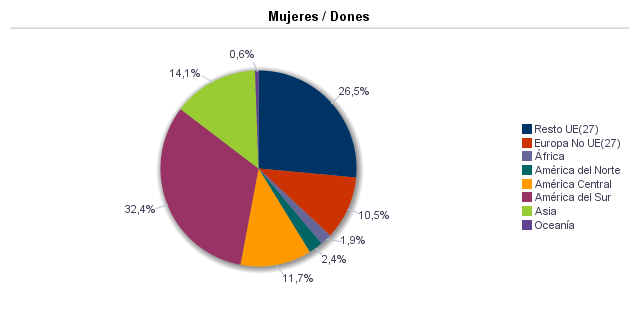 Mujeres / Dones
0,6%
14,1%
26,5%
32,4%
10,5%
1,9%
2,4%
11,7%
Resto UE(27)
Europa No UE(27)
África
América del Norte
América Central
América del Sur
Asia
Oceanía